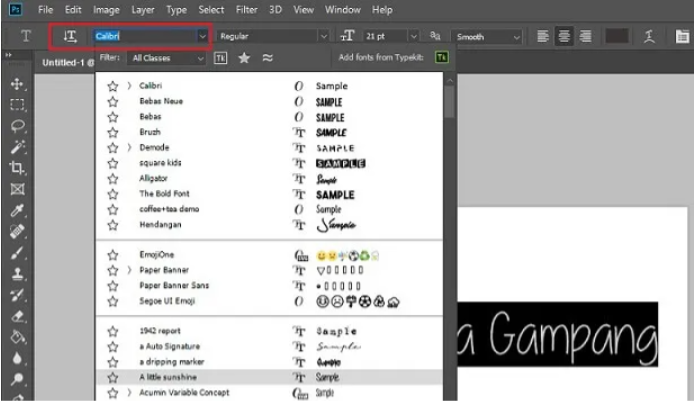 Ps File Edit Image Layer Type Select Filter 3D View Window Help
T Calibri Regular 21 pt aa Smooth
Untitled-1 @ Filter: All Classes Add fonts from Typekit:
Calibri Sample
Bebas Neue SAMPLE
Bebas SAMPLE
Bruzh SAMPLE
Demode SAMPLE
square kids SAMPLE
Alligator Sample
The Bold Font SAMPLE
coffee+tea demo Sample
Hendangan Sample
EmojiOne
Paper Banner
Paper Banner Sans
Segoe UI Emoji
1942 report Sample
a Auto Signature Sample
a dripping marker Sample
A little sunshine Sample
Acumin Variable Concept Sample
a Gampang